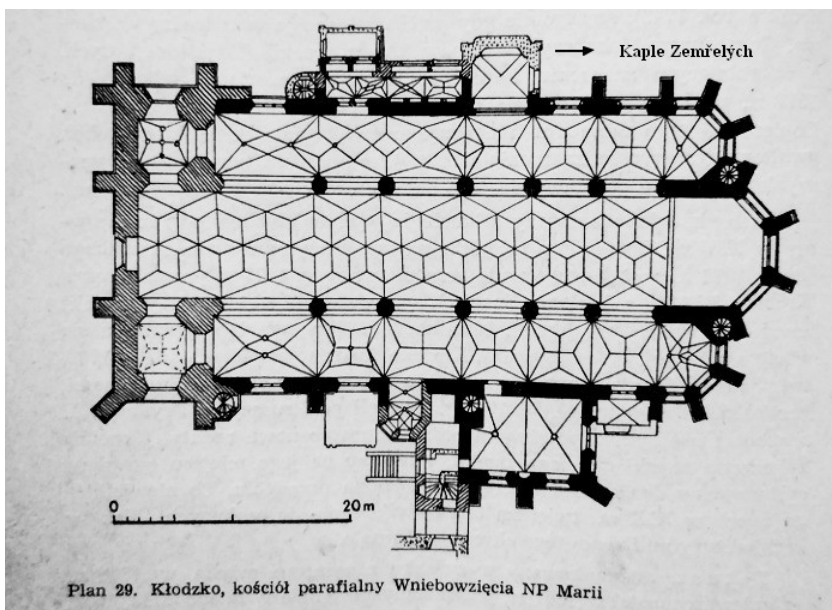 Kaple Zemřelých
0 20 m
Plan 29. Kłodzko, kościół parafialny Wniebowzięcia NP Marii